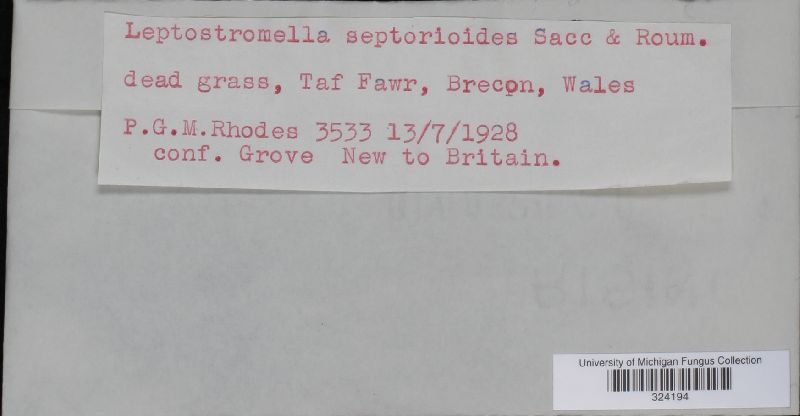 Leptostromella septorioides Sacc & Roum.
dead grass, Taf Fawr, Brecon, Wales
P.G.M.Rhodes 3533 13/7/1928
conf. Grove New to Britain.
University of Michigan Fungus Collection
324194